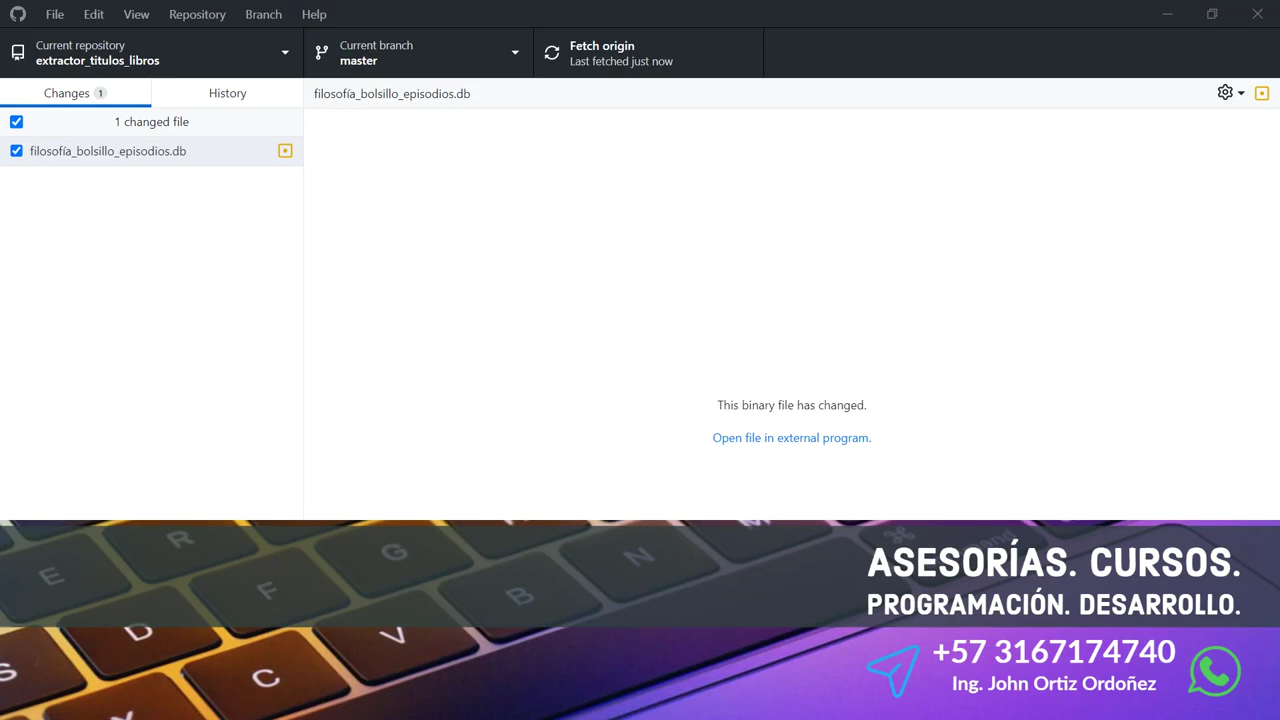 File Edit View Repository Branch Help
Current repository
extractor_titulos_libros
Current branch
master
Fetch origin
Last fetched just now
Changes 1
History
filosofía_bolsillo_episodios.db
1 changed file
filosofía_bolsillo_episodios.db
This binary file has changed.
Open file in external program.
E R F G V B N M D C S
ASESORÍAS. CURSOS.
PROGRAMACIÓN. DESARROLLO.
+57 3167174740
Ing. John Ortiz Ordoñez